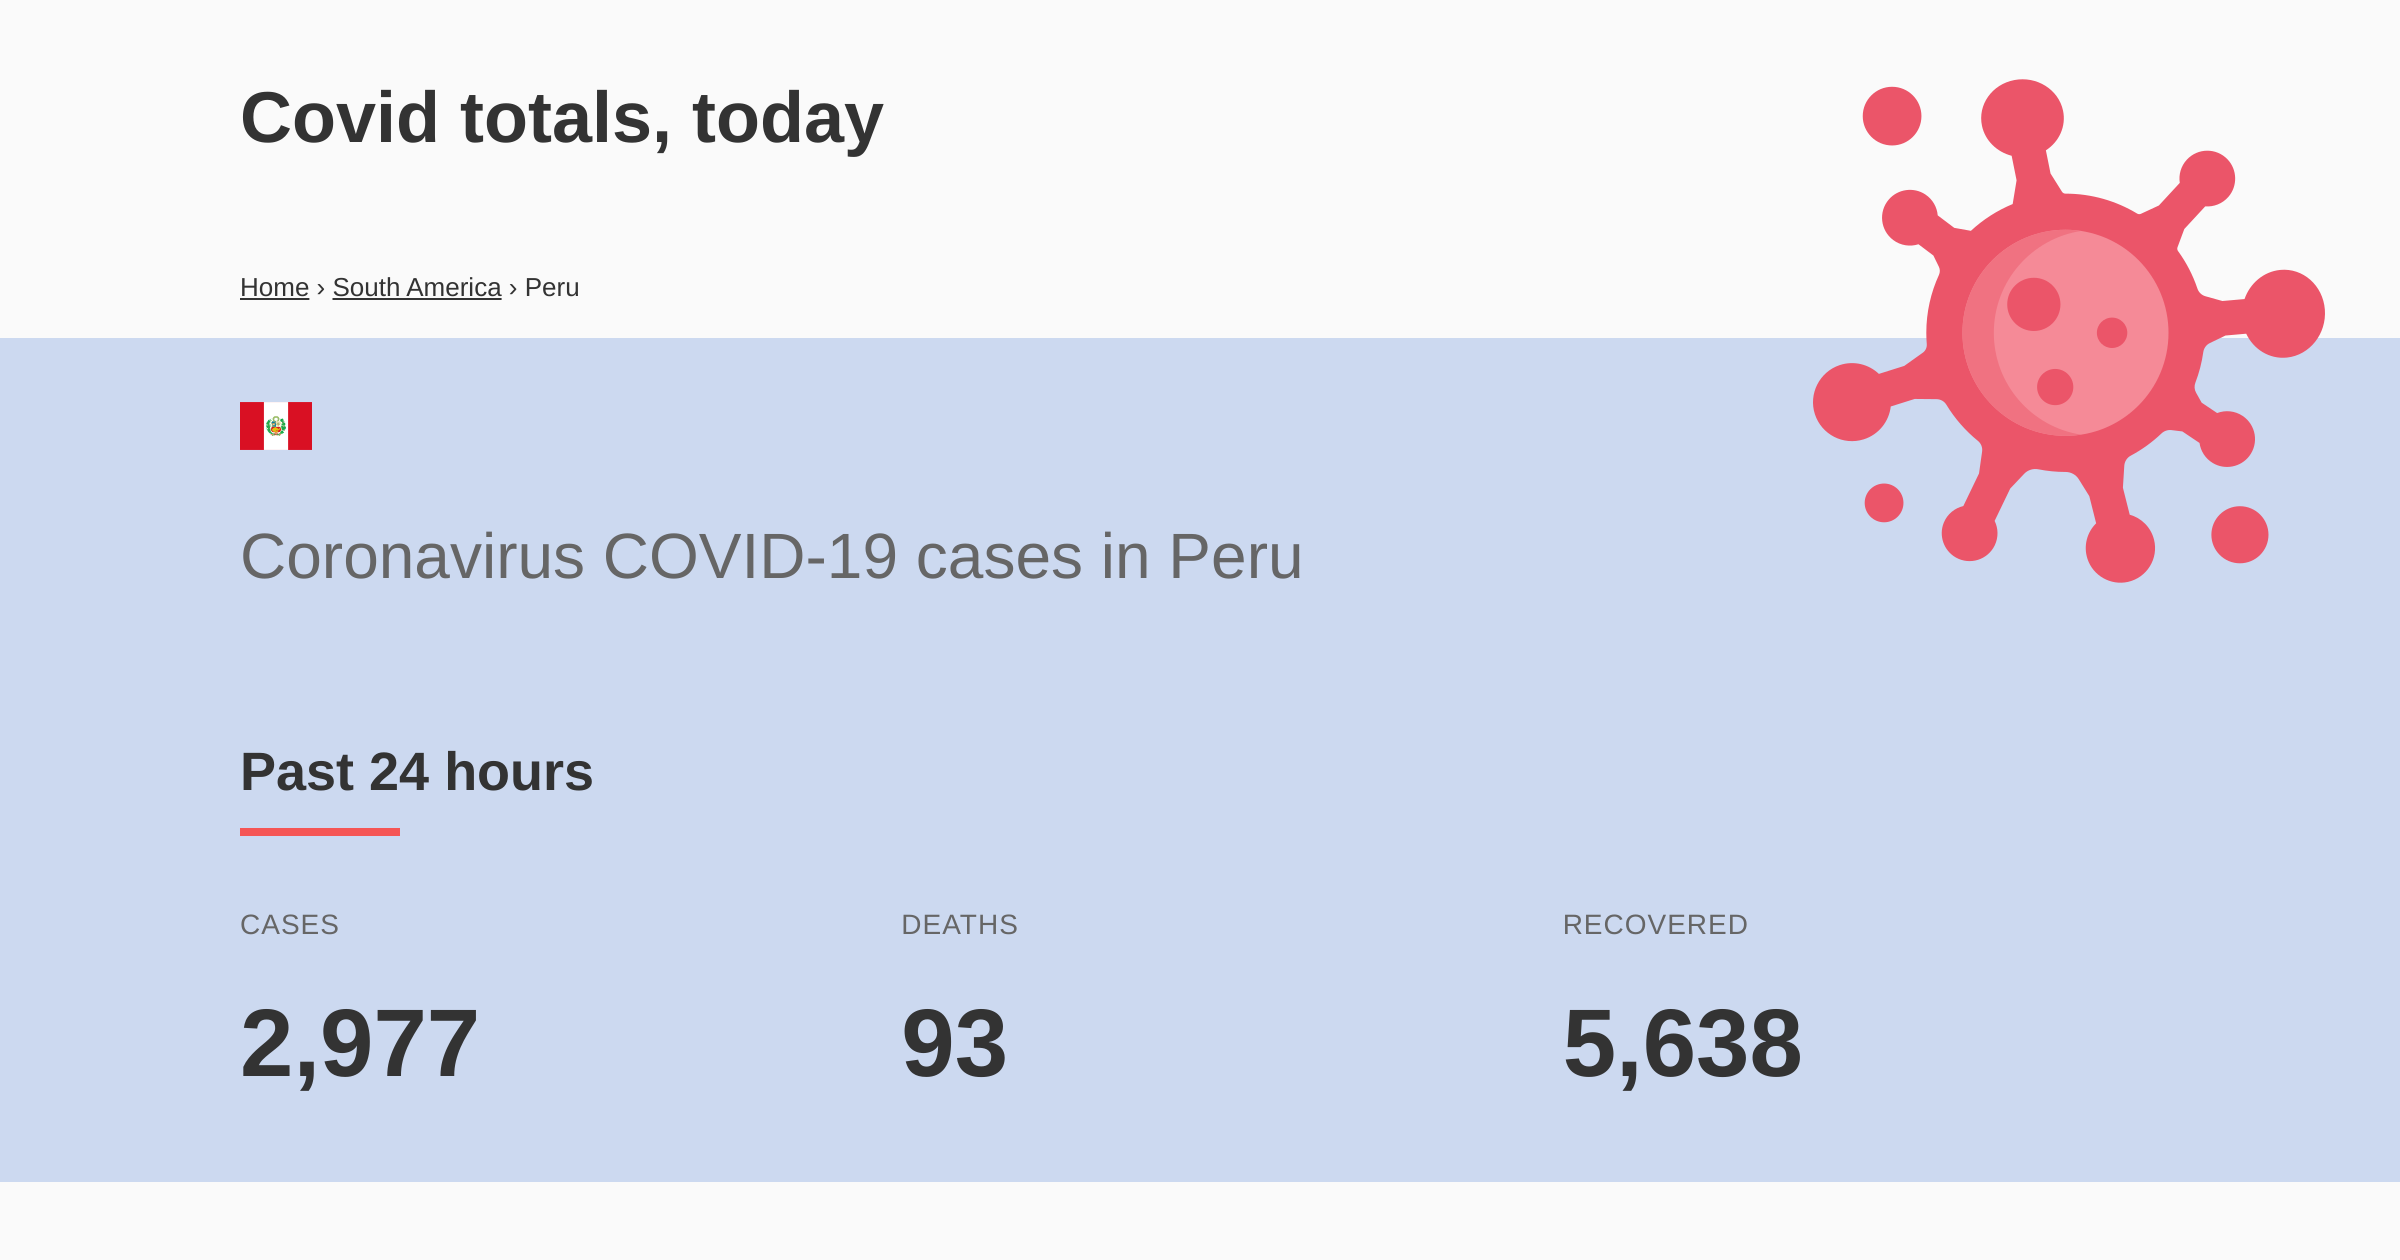 Covid totals, today
Home › South America › Peru
Coronavirus COVID-19 cases in Peru
Past 24 hours
CASES DEATHS RECOVERED
2,977 93 5,638